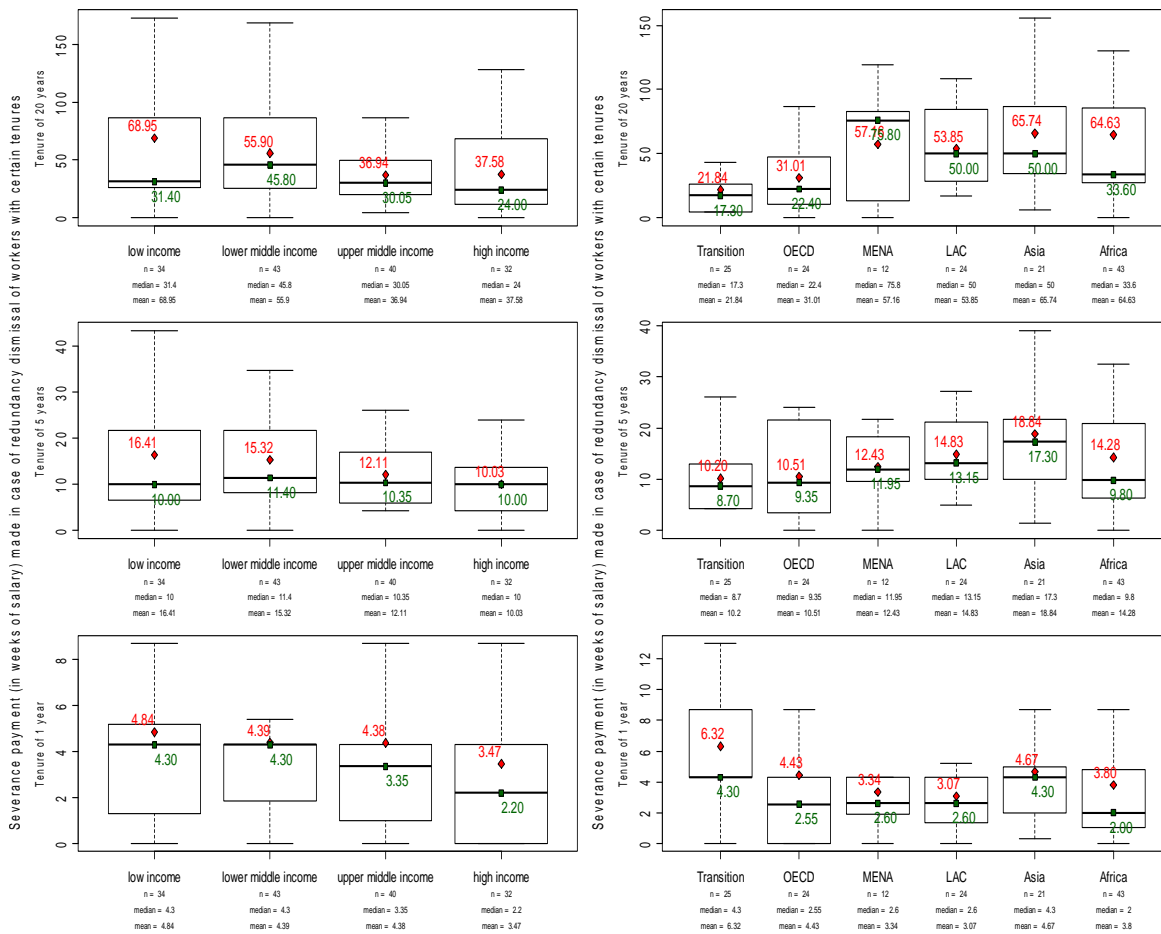 Severance payment (in weeks of salary) made in case of redundancy dismissal of workers with certain tenures
Tenure of 20 years
0 50 100 150
68.95 55.90 36.94 37.58
31.40 45.80 30.05 24.00
low income lower middle income upper middle income high income
n = 34 n = 43 n = 40 n = 32
median = 31.4 median = 45.8 median = 30.05 median = 24
mean = 68.95 mean = 55.9 mean = 36.94 mean = 37.58
Tenure of 5 years
0 10 20 30 40
16.41 15.32 12.11 10.03
10.00 11.40 10.35 10.00
low income lower middle income upper middle income high income
n = 34 n = 43 n = 40 n = 32
median = 10 median = 11.4 median = 10.35 median = 10
mean = 16.41 mean = 15.32 mean = 12.11 mean = 10.03
Tenure of 1 year
0 2 4 6 8
4.84 4.39 4.38 3.47
4.30 4.30 3.35 2.20
low income lower middle income upper middle income high income
n = 34 n = 43 n = 40 n = 32
median = 4.3 median = 4.3 median = 3.35 median = 2.2
mean = 4.84 mean = 4.39 mean = 4.38 mean = 3.47
Severance payment (in weeks of salary) made in case of redundancy dismissal of workers with certain tenures
Tenure of 20 years
0 50 100 150
21.84 31.01 57.16 53.85 65.74 64.63
17.30 22.40 75.80 50.00 50.00 33.60
Transition OECD MENA LAC Asia Africa
n = 25 n = 24 n = 12 n = 24 n = 21 n = 43
median = 17.3 median = 22.4 median = 75.8 median = 50 median = 50 median = 33.6
mean = 21.84 mean = 31.01 mean = 57.16 mean = 53.85 mean = 65.74 mean = 64.63
Tenure of 5 years
0 10 20 30 40
10.20 10.51 12.43 14.83 18.84 14.28
8.70 9.35 11.95 13.15 17.30 9.80
Transition OECD MENA LAC Asia Africa
n = 25 n = 24 n = 12 n = 24 n = 21 n = 43
median = 8.7 median = 9.35 median = 11.95 median = 13.15 median = 17.3 median = 9.8
mean = 10.2 mean = 10.51 mean = 12.43 mean = 14.83 mean = 18.84 mean = 14.28
Tenure of 1 year
0 2 4 6 8 10 12
6.32 4.43 3.34 3.07 4.67 3.80
4.30 2.55 2.60 2.60 4.30 2.00
Transition OECD MENA LAC Asia Africa
n = 25 n = 24 n = 12 n = 24 n = 21 n = 43
median = 4.3 median = 2.55 median = 2.6 median = 2.6 median = 4.3 median = 2
mean = 6.32 mean = 4.43 mean = 3.34 mean = 3.07 mean = 4.67 mean = 3.8